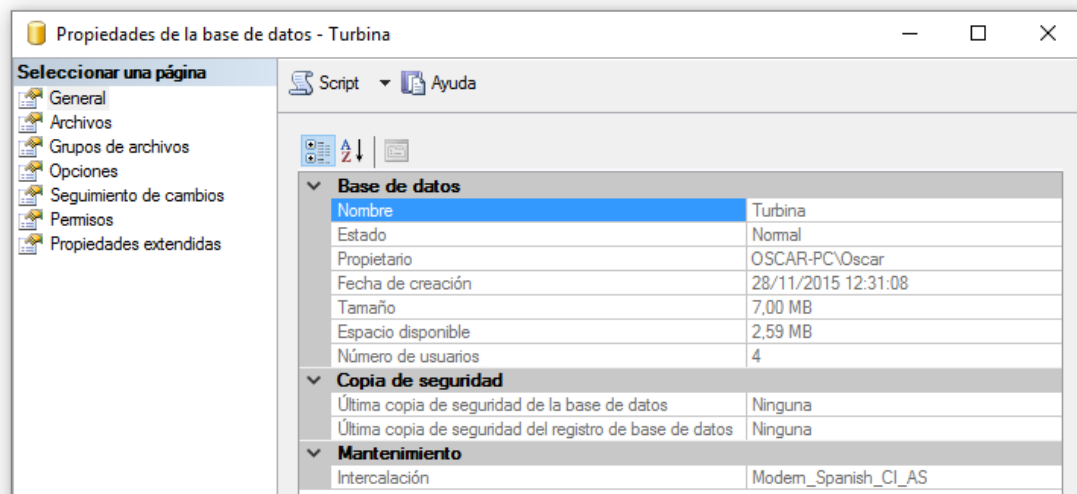 Propiedades de la base de datos - Turbina
Seleccionar una página
General
Archivos
Grupos de archivos
Opciones
Seguimiento de cambios
Permisos
Propiedades extendidas
Script Ayuda
Base de datos
Nombre Turbina
Estado Normal
Propietario OSCAR-PC\Oscar
Fecha de creación 28/11/2015 12:31:08
Tamaño 7,00 MB
Espacio disponible 2,59 MB
Número de usuarios 4
Copia de seguridad
Última copia de seguridad de la base de datos Ninguna
Última copia de seguridad del registro de base de datos Ninguna
Mantenimiento
Intercalación Modern_Spanish_CI_AS